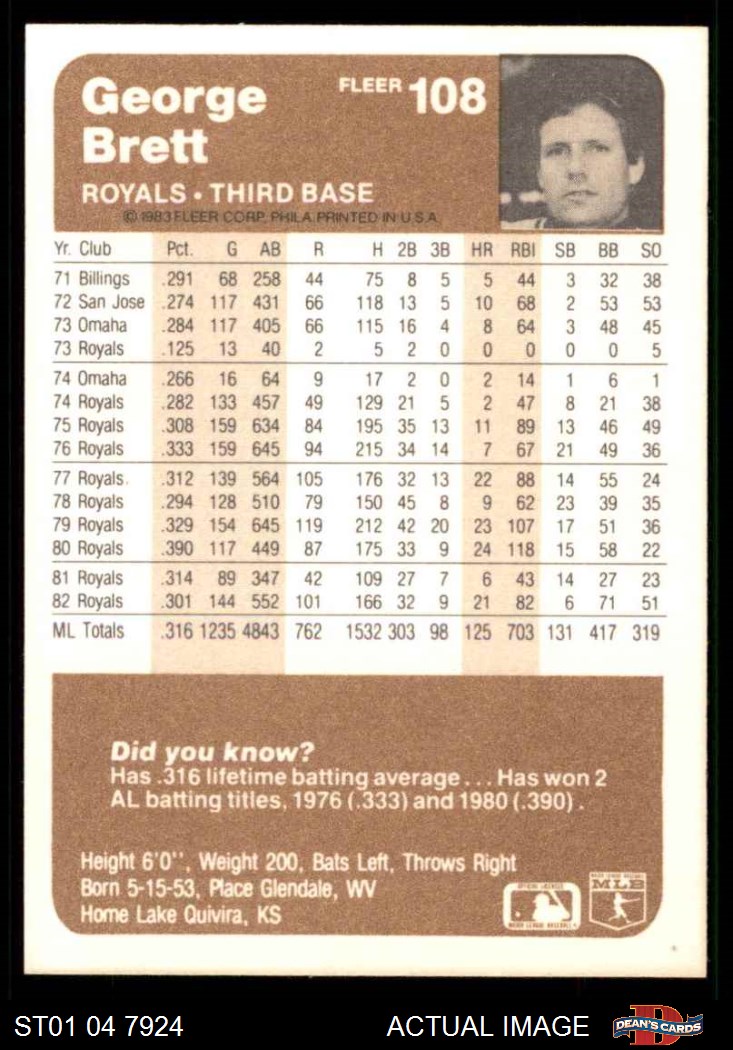 George
Brett
FLEER 108
ROYALS • THIRD BASE
© 1983 FLEER CORP. PHILA. PRINTED IN U.S.A.
Yr. Club Pct. G AB R H 2B 3B HR RBI SB BB SO
71 Billings .291 68 258 44 75 8 5 5 44 3 32 38
72 San Jose .274 117 431 66 118 13 5 10 68 2 53 53
73 Omaha .284 117 405 66 115 16 4 8 64 3 48 45
73 Royals .125 13 40 2 5 2 0 0 0 0 0 5
74 Omaha .266 16 64 9 17 2 0 2 14 1 6 1
74 Royals .282 133 457 49 129 21 5 2 47 8 21 38
75 Royals .308 159 634 84 195 35 13 11 89 13 46 49
76 Royals .333 159 645 94 215 34 14 7 67 21 49 36
77 Royals .312 139 564 105 176 32 13 22 88 14 55 24
78 Royals .294 128 510 79 150 45 8 9 62 23 39 35
79 Royals .329 154 645 119 212 42 20 23 107 17 51 36
80 Royals .390 117 449 87 175 33 9 24 118 15 58 22
81 Royals .314 89 347 42 109 27 7 6 43 14 27 23
82 Royals .301 144 552 101 166 32 9 21 82 6 71 51
ML Totals .316 1235 4843 762 1532 303 98 125 703 131 417 319
Did you know?
Has .316 lifetime batting average . . . Has won 2
AL batting titles, 1976 (.333) and 1980 (.390) .
Height 6'0'', Weight 200, Bats Left, Throws Right
Born 5-15-53, Place Glendale, WV
Home Lake Quivira, KS
MLB
ST01 04 7924
ACTUAL IMAGE
DEAN'S CARDS